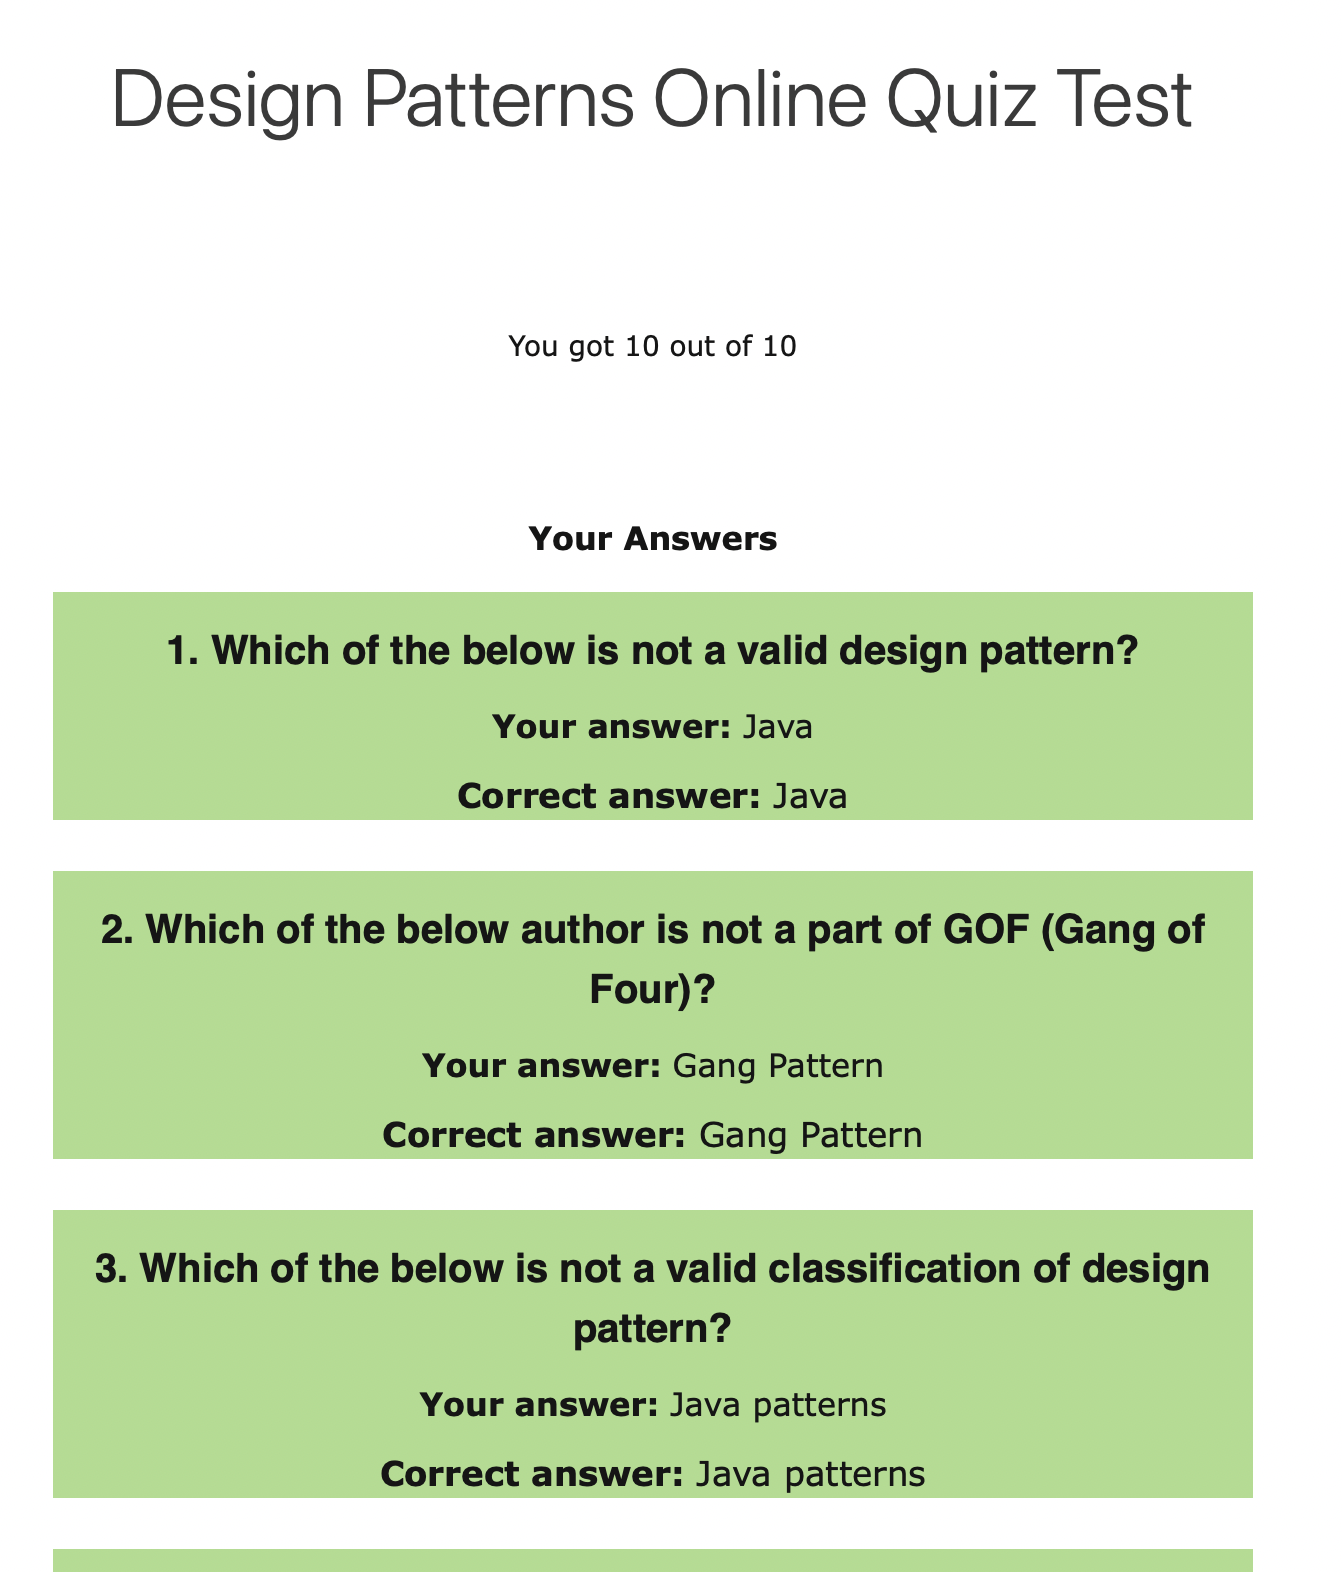 Design Patterns Online Quiz Test
You got 10 out of 10
Your Answers
1. Which of the below is not a valid design pattern?
Your answer: Java
Correct answer: Java
2. Which of the below author is not a part of GOF (Gang of
Four)?
Your answer: Gang Pattern
Correct answer: Gang Pattern
3. Which of the below is not a valid classification of design
pattern?
Your answer: Java patterns
Correct answer: Java patterns